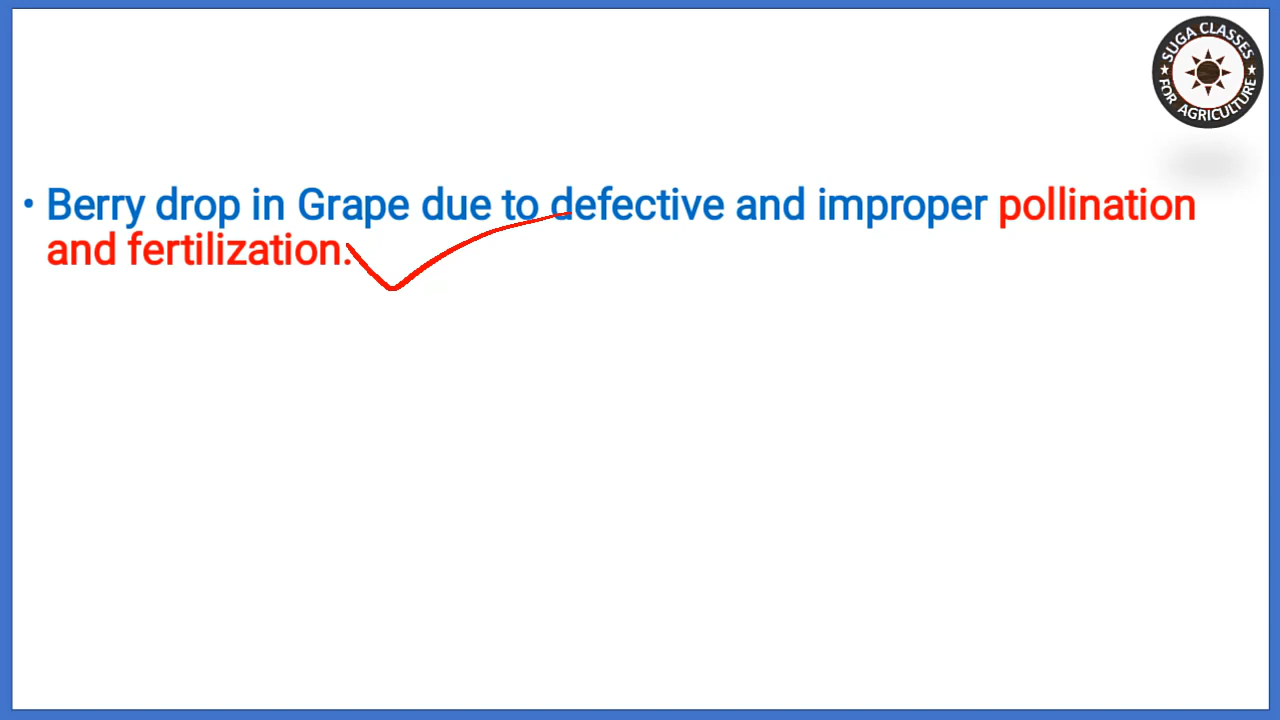 SUGA CLASSES
FOR AGRICULTURE
• Berry drop in Grape due to defective and improper pollination
and fertilization.